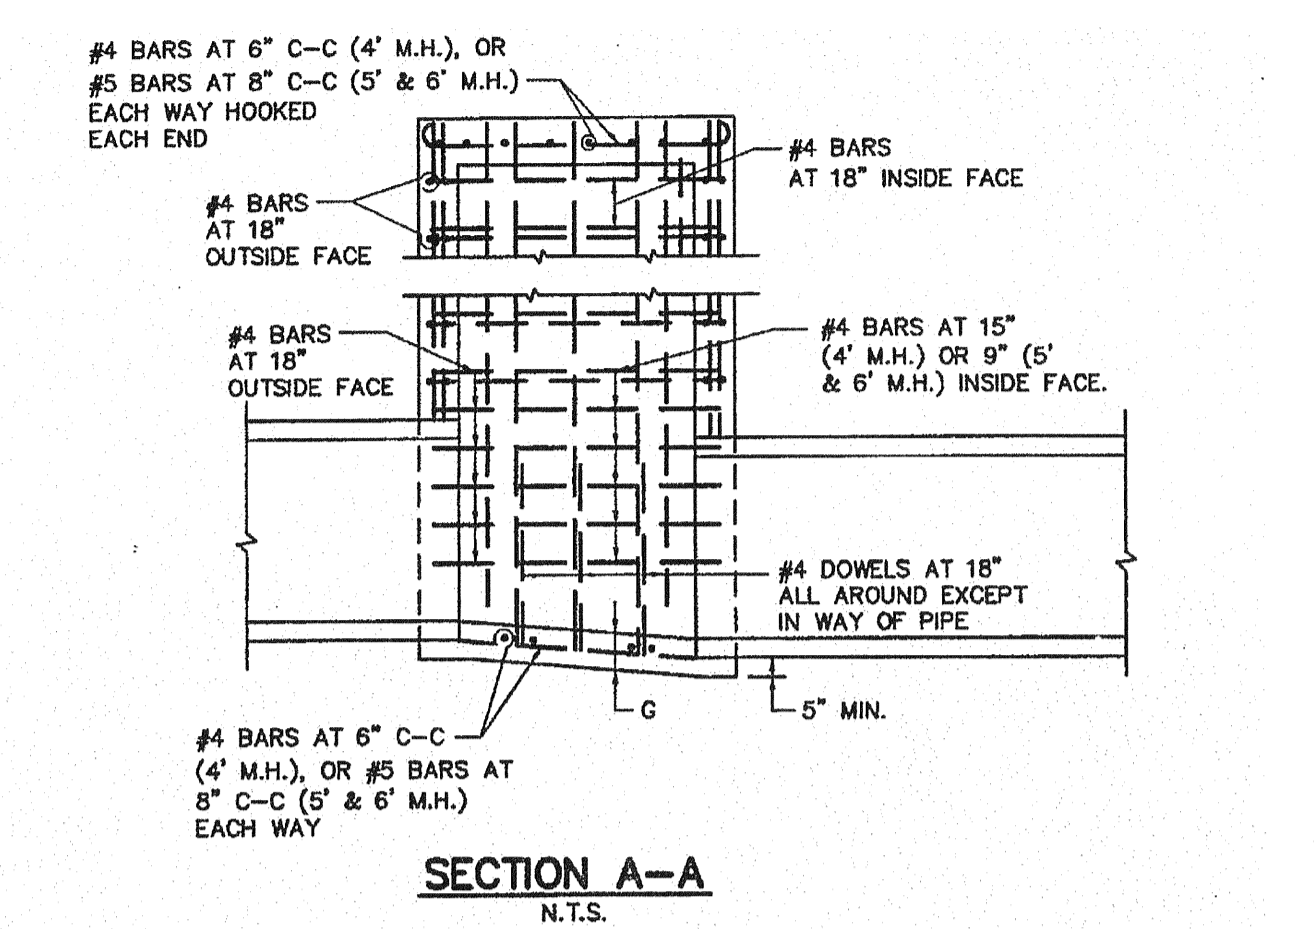 #4 BARS AT 6" C-C (4' M.H.), OR
#5 BARS AT 8" C-C (5' & 6' M.H.)
EACH WAY HOOKED
EACH END
#4 BARS
AT 18" INSIDE FACE
#4 BARS
AT 18"
OUTSIDE FACE
#4 BARS
AT 18"
OUTSIDE FACE
#4 BARS AT 15"
(4' M.H.) OR 9" (5'
& 6' M.H.) INSIDE FACE.
#4 DOWELS AT 18"
ALL AROUND EXCEPT
IN WAY OF PIPE
G
5" MIN.
#4 BARS AT 6" C-C
(4' M.H.), OR #5 BARS AT
8" C-C (5' & 6' M.H.)
EACH WAY
SECTION A-A
N.T.S.